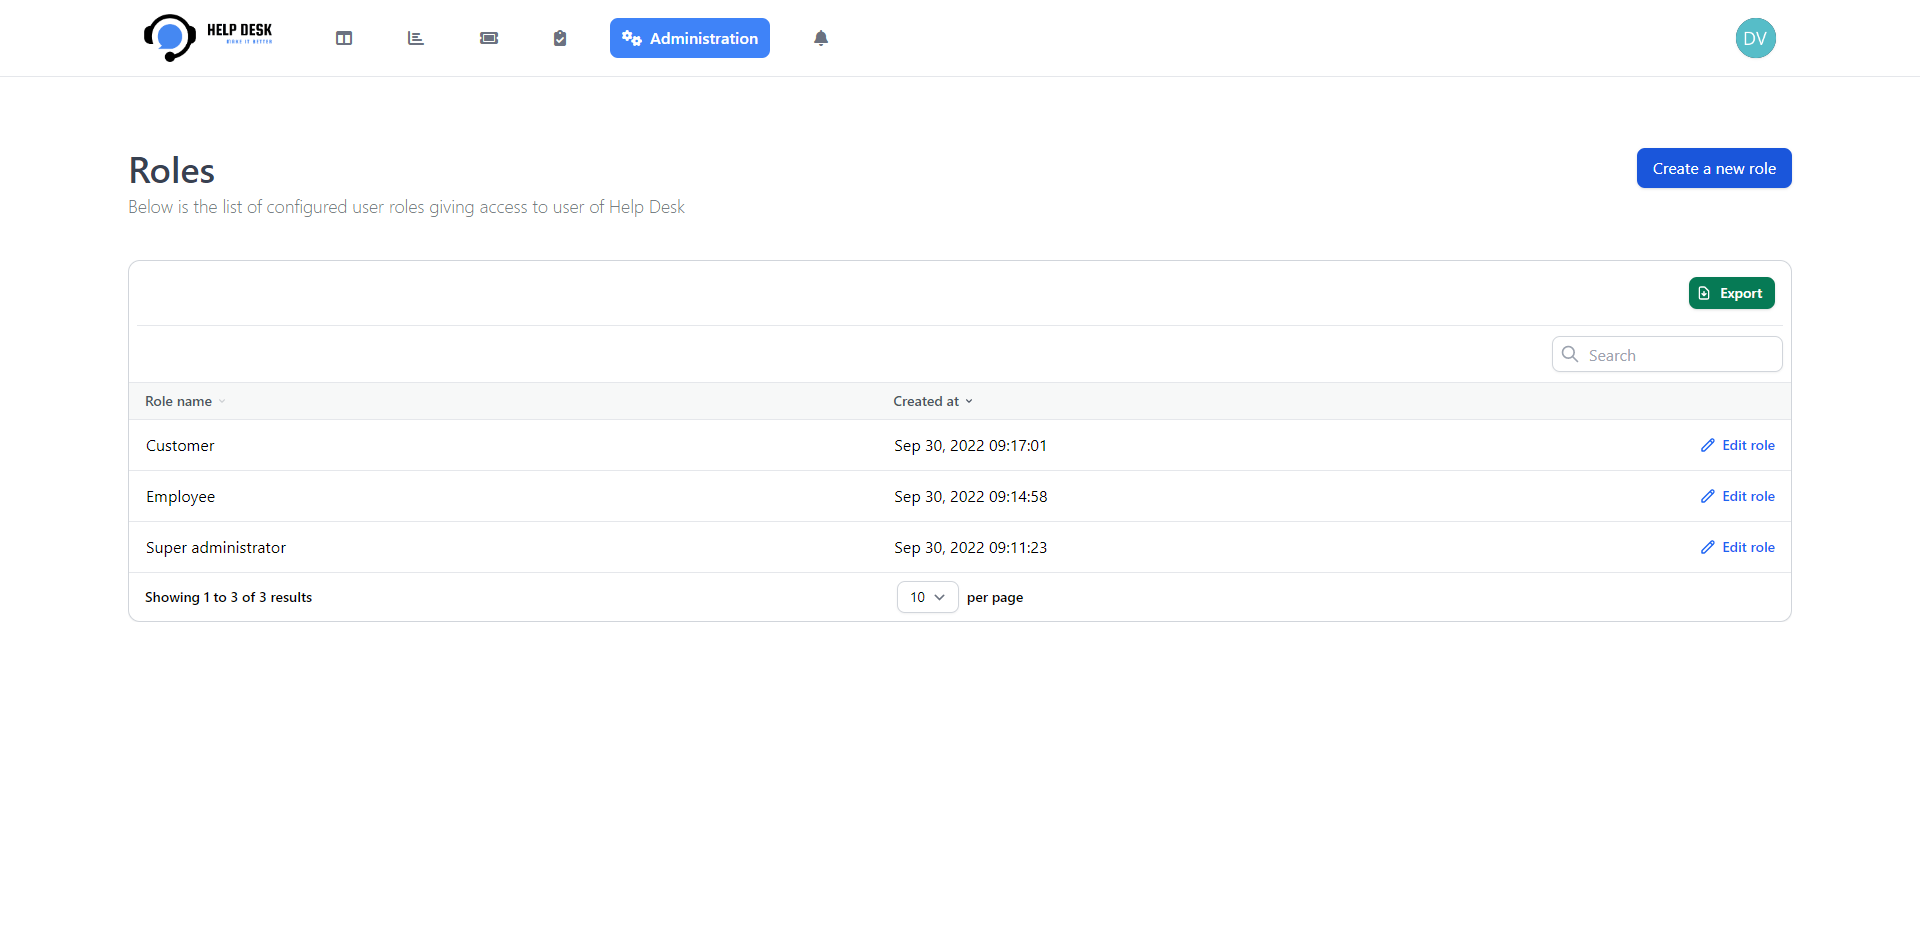 HELP DESK
Administration
DV
Roles
Create a new role
Below is the list of configured user roles giving access to user of Help Desk
Export
Search
Role name Created at
Customer Sep 30, 2022 09:17:01 Edit role
Employee Sep 30, 2022 09:14:58 Edit role
Super administrator Sep 30, 2022 09:11:23 Edit role
Showing 1 to 3 of 3 results 10 per page